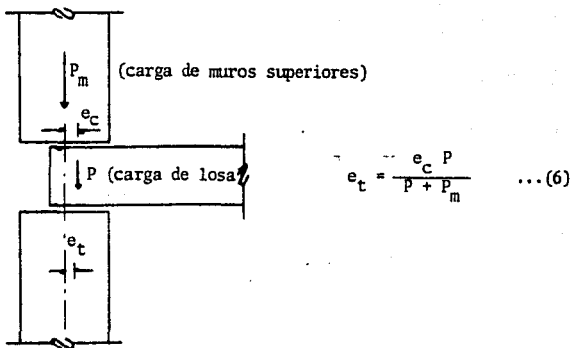 P_m (carga de muros superiores)
e_c
P (carga de losa)
e_t = e_c P / P + P_m ...(6)
e_t